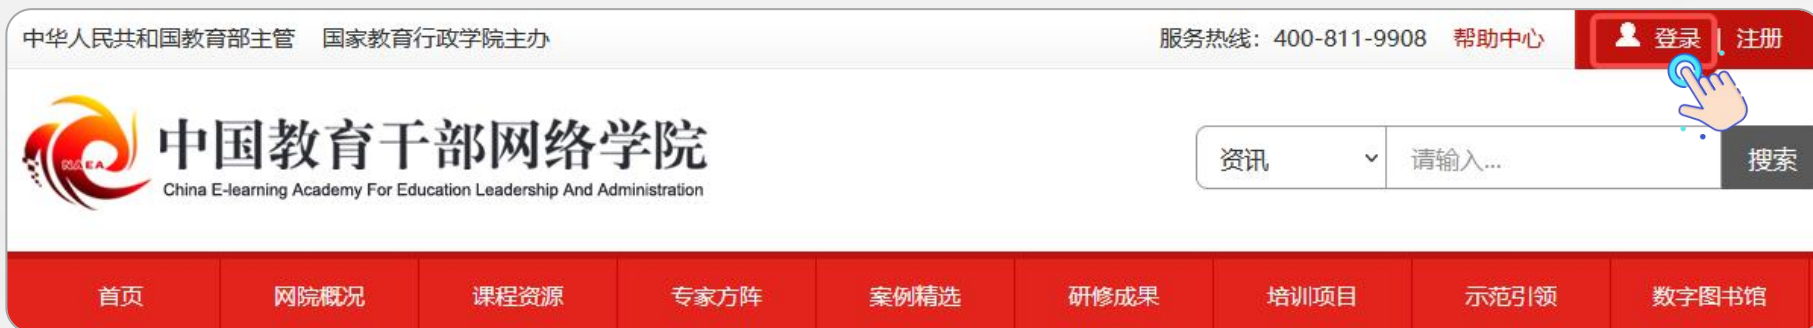 中华人民共和国教育部主管 国家教育行政学院主办 服务热线：400-811-9908 帮助中心 登录 | 注册
NAEA
中国教育干部网络学院
China E-learning Academy For Education Leadership And Administration
资讯 请输入... 搜索
首页 网院概况 课程资源 专家方阵 案例精选 研修成果 培训项目 示范引领 数字图书馆